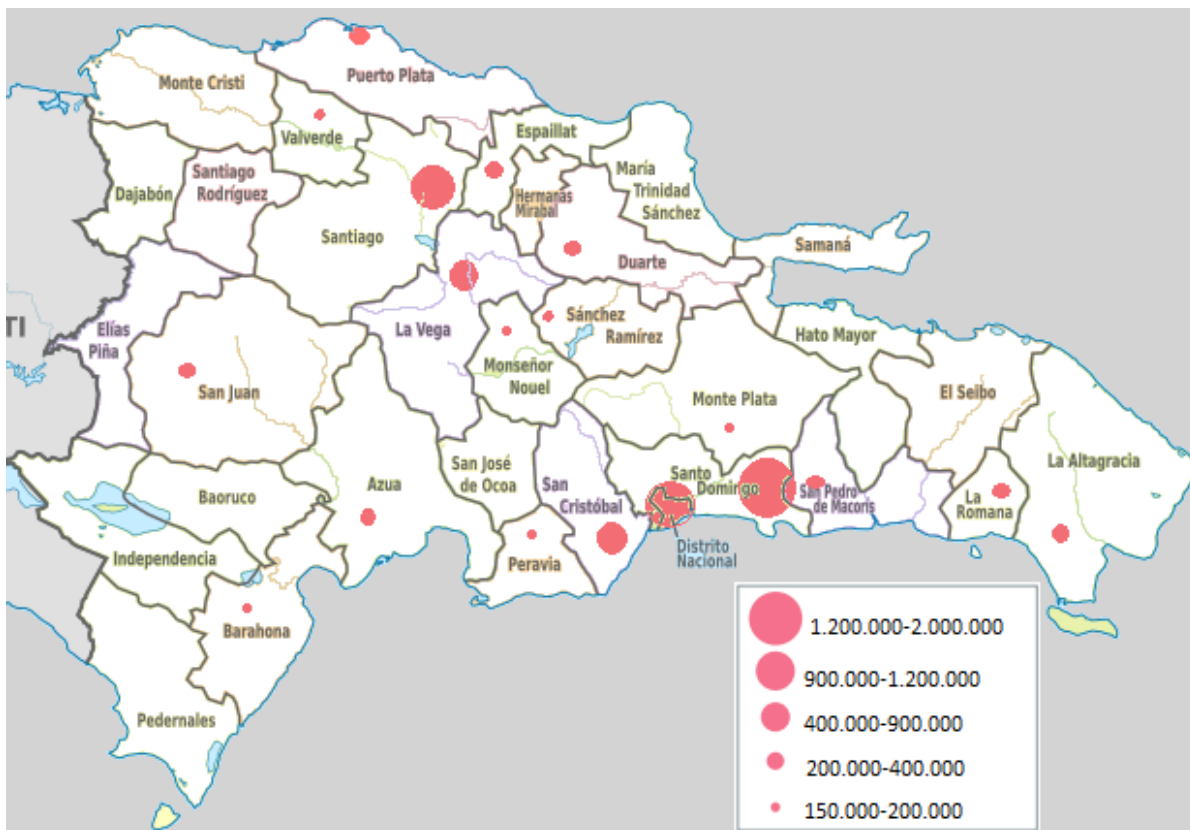 Puerto Plata
Monte Cristi
Valverde
Espaillat
María
Trinidad
Sánchez
Santiago
Rodríguez
Dajabón
Hermanas
Mirabal
Santiago
Samaná
Duarte
TI
Elías
Piña
La Vega
Sánchez
Ramírez
Hato Mayor
Monseñor
Nouel
San Juan
Monte Plata
El Seibo
La Altagracia
San José
de Ocoa
Santo
Domingo
Azua
Baoruco
San
Cristóbal
San Pedro
de Macorís
La
Romana
Distrito
Nacional
Independencia
Peravia
Barahona
Pedernales
1.200.000-2.000.000
900.000-1.200.000
400.000-900.000
200.000-400.000
150.000-200.000